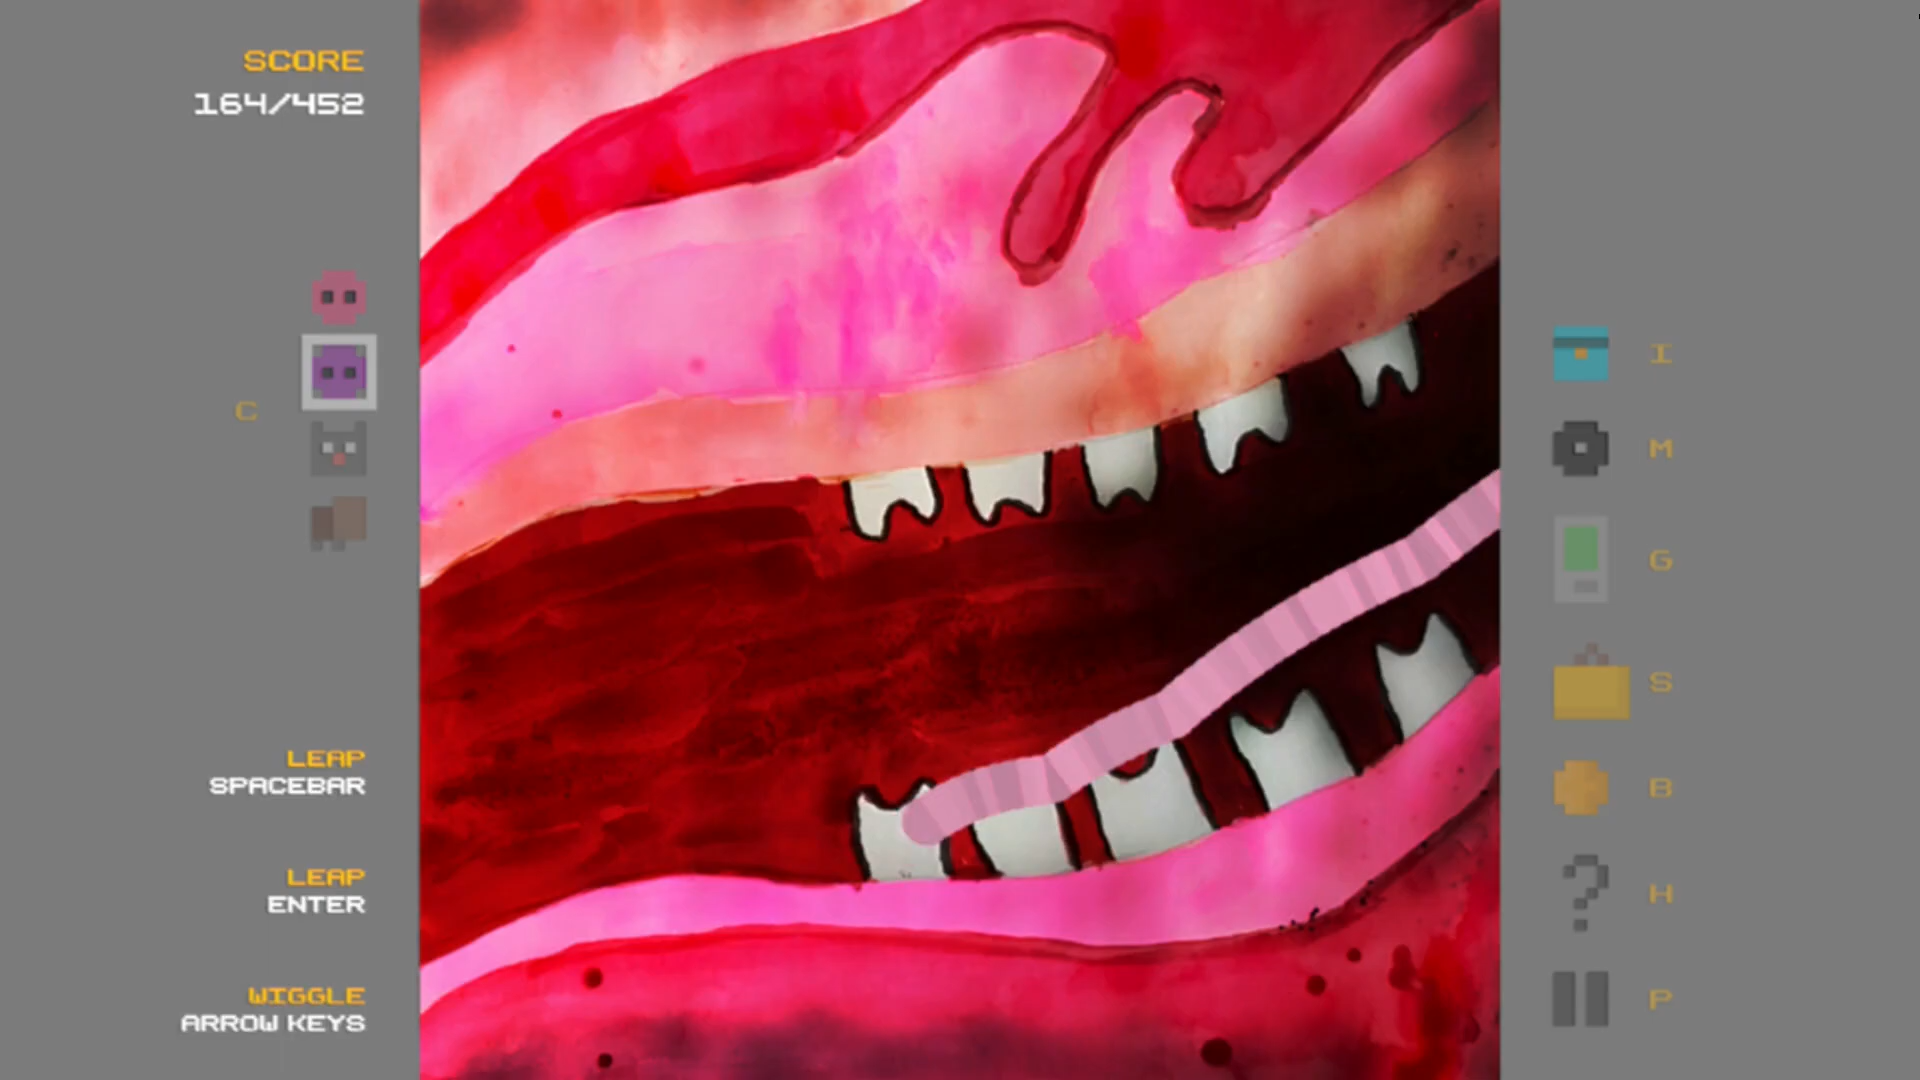 SCORE
164/452
C
LEAP
SPACEBAR
LEAP
ENTER
WIGGLE
ARROW KEYS
I
M
G
S
B
?
H
P